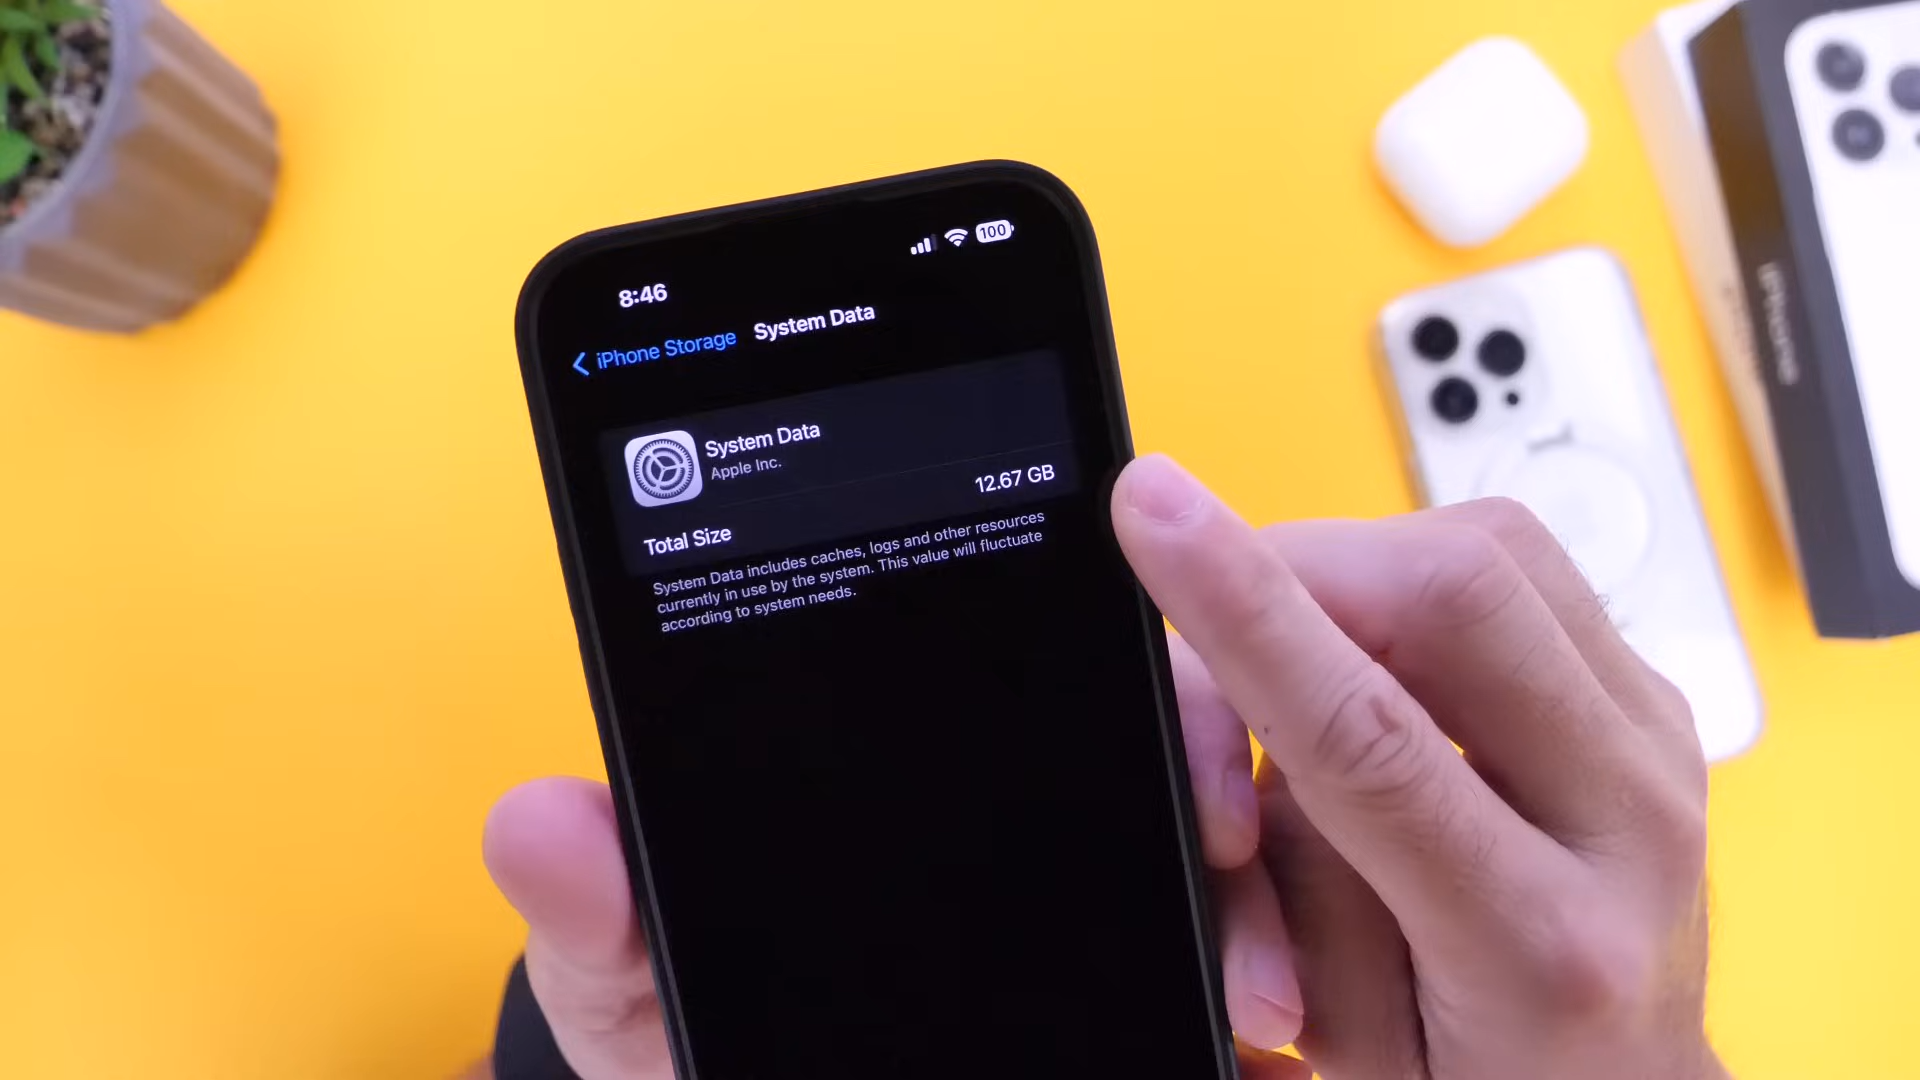 8:46
100
iPhone Storage
System Data
System Data
Apple Inc.
Total Size
12.67 GB
System Data includes caches, logs and other resources
currently in use by the system. This value will fluctuate
according to system needs.
iPhone